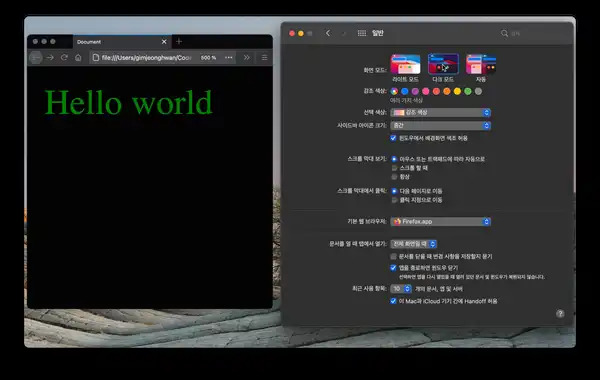 Document
file:///Users/gimjeonghwan/Coo
500 %
Hello world
일반
검색
화면 모드:
라이트 모드
다크 모드
자동
강조 색상:
여러 가지 색상
선택 색상:
강조 색상
사이드바 아이콘 크기:
중간
윈도우에서 배경화면 색조 허용
스크롤 막대 보기:
마우스 또는 트랙패드에 따라 자동으로
스크롤 할 때
항상
스크롤 막대에서 클릭:
다음 페이지로 이동
클릭 지점으로 이동
기본 웹 브라우저:
Firefox.app
문서를 열 때 탭에서 열기:
전체 화면일 때
문서를 닫을 때 변경 사항을 저장할지 묻기
앱을 종료하면 윈도우 닫기
선택하면 앱을 다시 열었을 때 열려 있던 문서 및 윈도우가 복원되지 않습니다.
최근 사용 항목:
10
개의 문서, 앱 및 서버
이 Mac과 iCloud 기기 간에 Handoff 허용
?